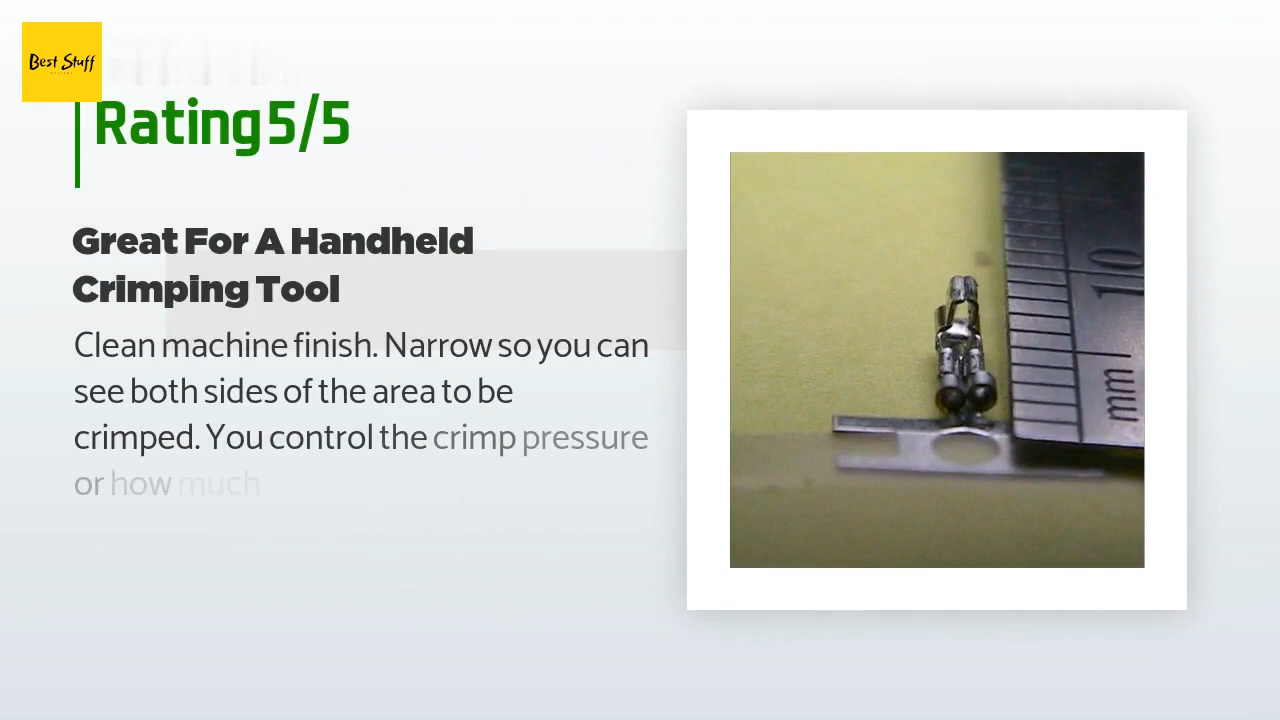 Best Stuff
Rating 5/5
Great For A Handheld
Crimping Tool
Clean machine finish. Narrow so you can
see both sides of the area to be
crimped. You control the crimp pressure
or how much
10
mm